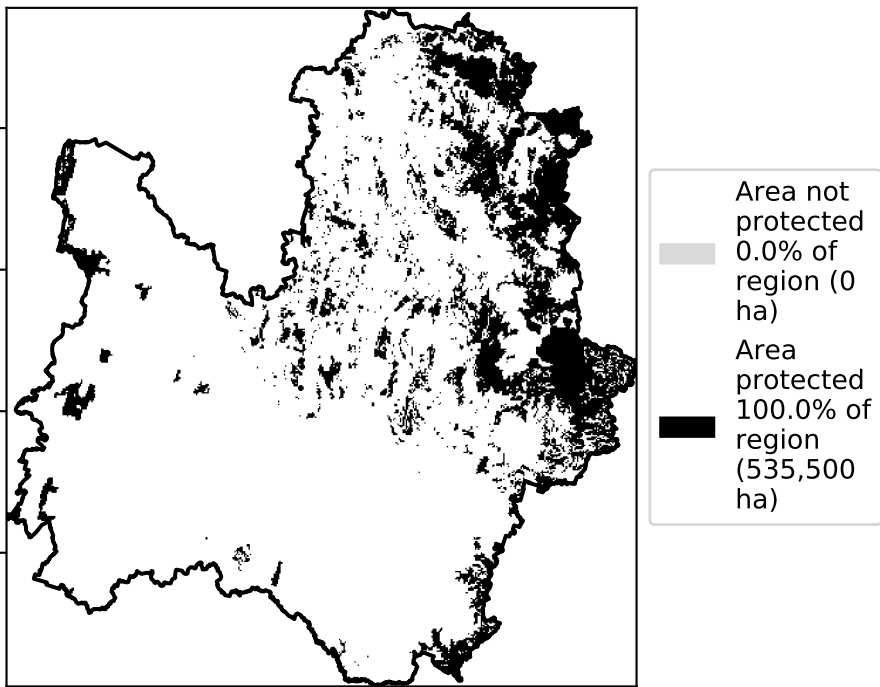 Area not
protected
0.0% of
region (0
ha)
Area
protected
100.0% of
region
(535,500
ha)